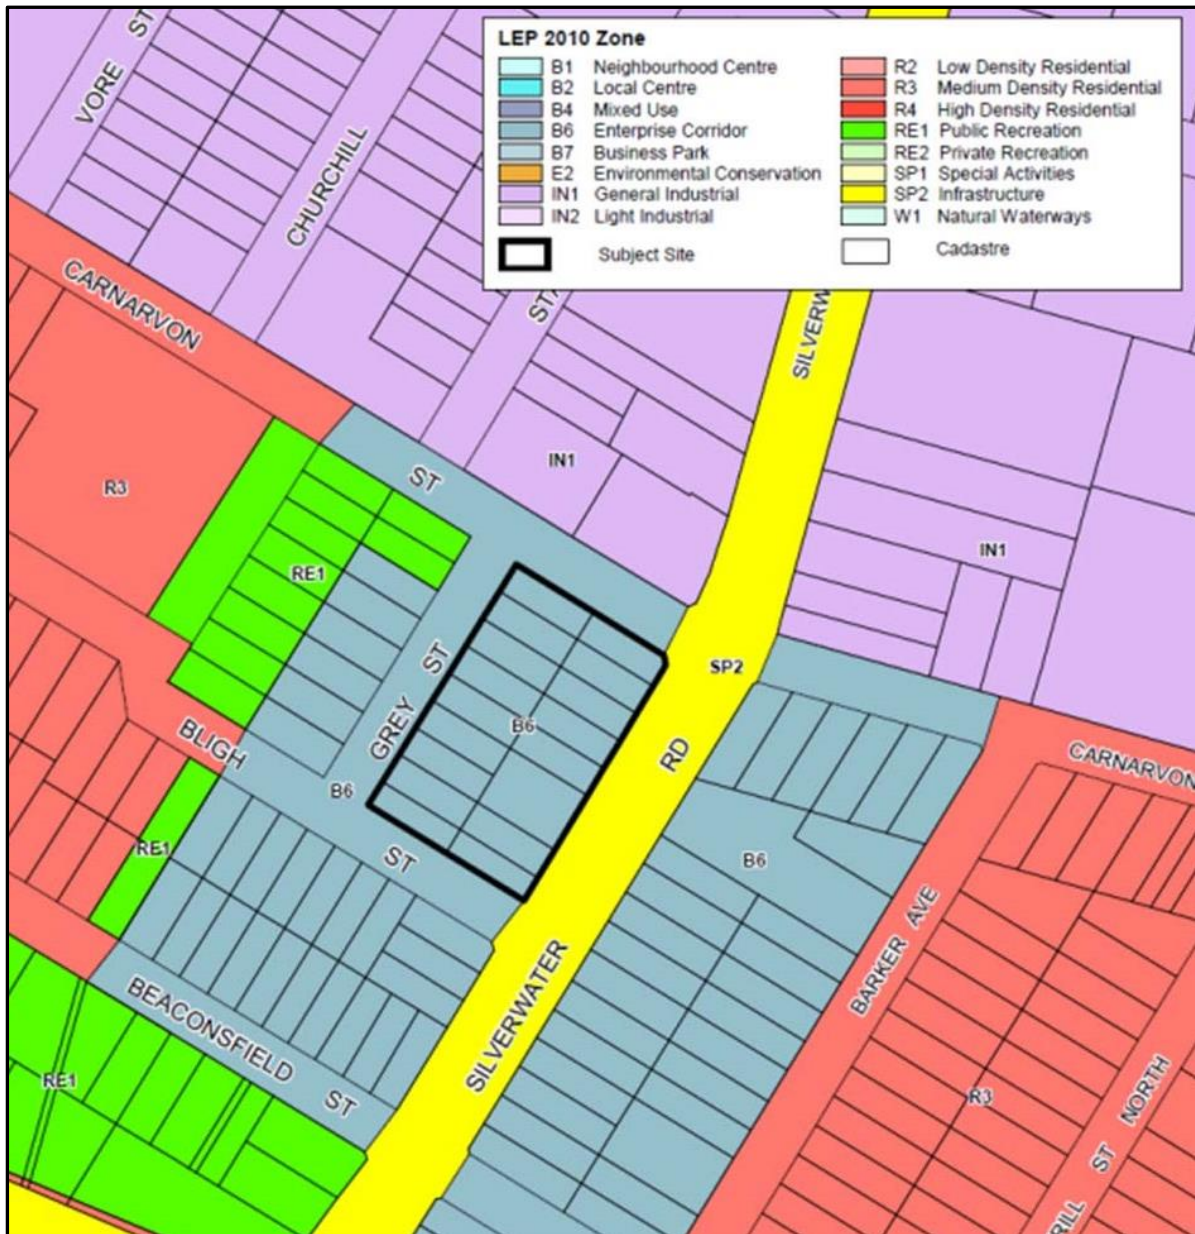 LEP 2010 Zone
B1 Neighbourhood Centre
B2 Local Centre
B4 Mixed Use
B6 Enterprise Corridor
B7 Business Park
E2 Environmental Conservation
IN1 General Industrial
IN2 Light Industrial
Subject Site
R2 Low Density Residential
R3 Medium Density Residential
R4 High Density Residential
RE1 Public Recreation
RE2 Private Recreation
SP1 Special Activities
SP2 Infrastructure
W1 Natural Waterways
Cadastre
VORE ST
CHURCHILL
STA
SILVERW
CARNARVON
ST
IN1
R3
RE1
IN1
ST
GREY
SP2
B6
RD
BLIGH
B6
ST
CARNARVON
B6
RE1
BARKER AVE
SILVERWATER
BEACONSFIELD
ST
RE1
R3
NORTH
ST
RILL